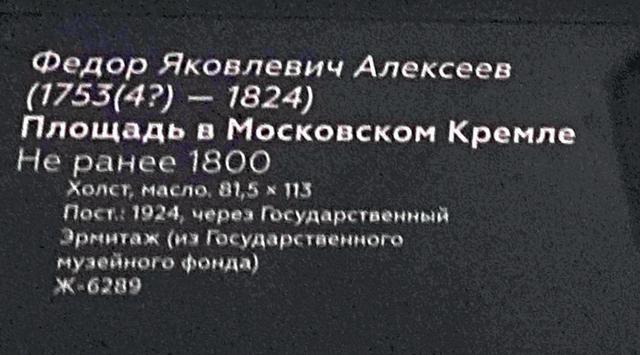 Федор Яковлевич Алексеев
(1753(4?) — 1824)
Площадь в Московском Кремле
Не ранее 1800
Холст, масло. 81,5 × 113
Пост.: 1924, через Государственный
Эрмитаж (из Государственного
музейного фонда)
Ж-6289